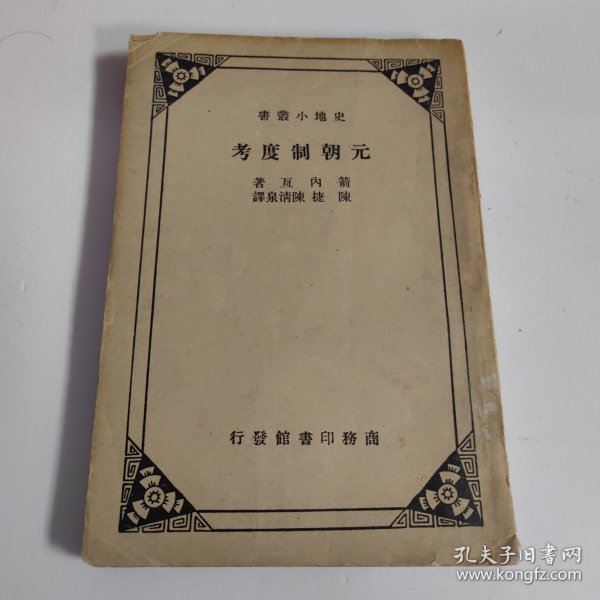 史地小叢書
元朝制度考
箭內亙著
陳捷 陳清泉譯
商務印書館發行
孔夫子旧书网
www.kongfz.com